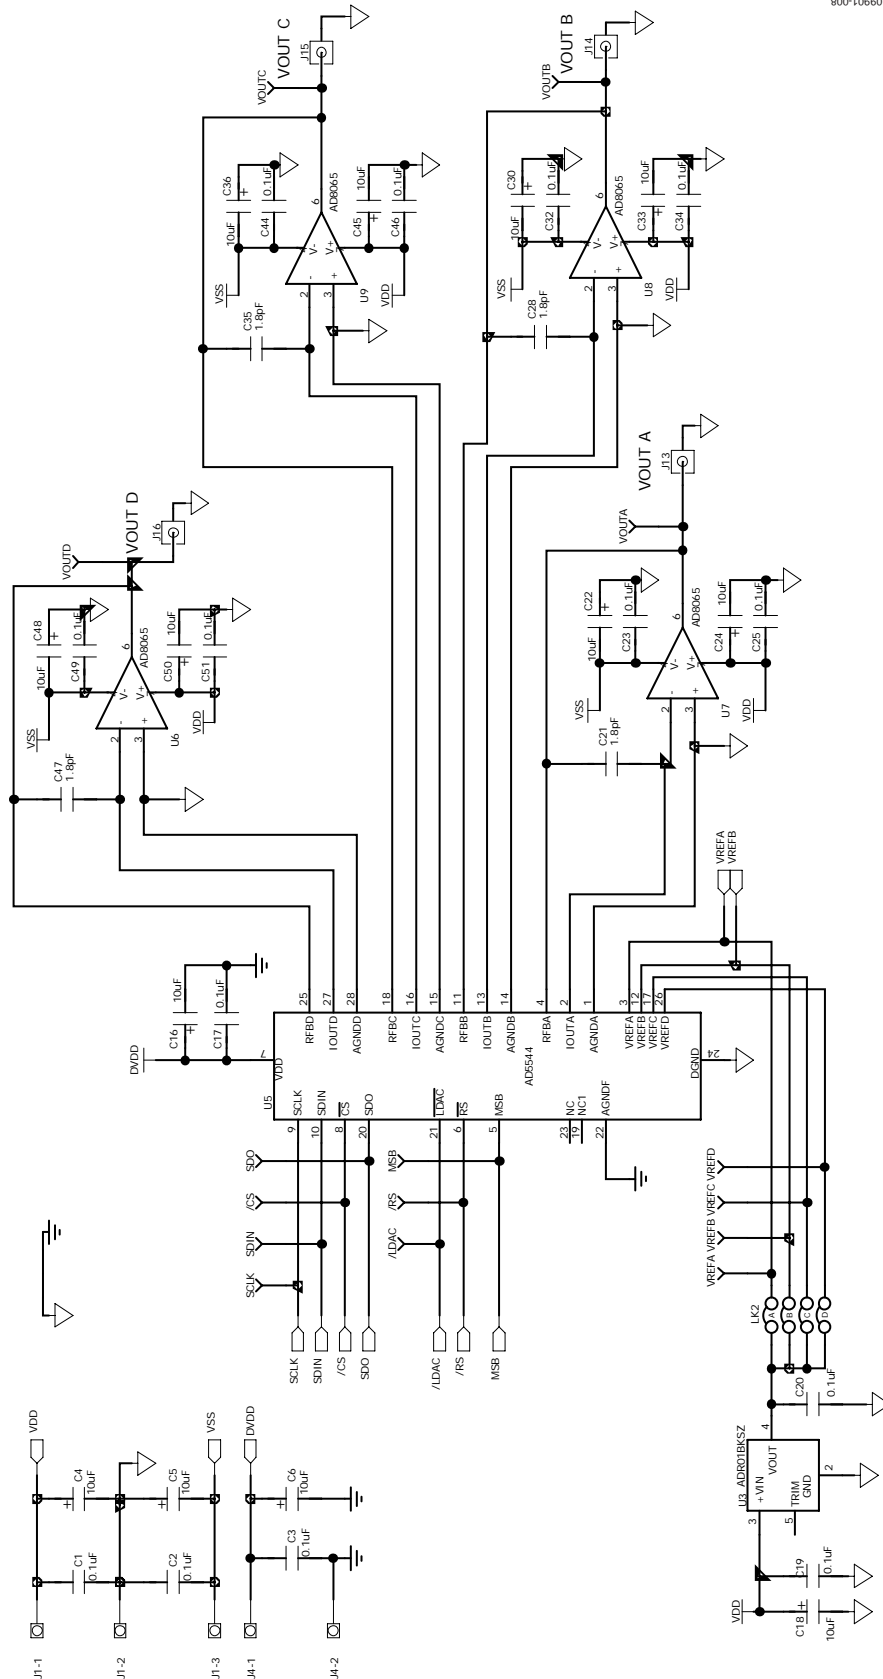 09901-008
VOUT C
J15
VOUTC
VOUT B
J14
VOUTB
C36
10uF
10uF
C44
0.1uF
6
AD8065
C45
10uF
C46
0.1uF
V-
V+
-
+
2
3
U9
VSS
VDD
C35
1.8pF
C30
10uF
10uF
C32
0.1uF
6
AD8065
C33
10uF
C34
0.1uF
V-
V+
-
+
2
3
U8
VSS
VDD
C28
1.8pF
VOUT D
VOUTD
J16
C48
10uF
10uF
C49
0.1uF
6
AD8065
C50
10uF
C51
0.1uF
V-
V+
-
+
2
3
U6
VSS
VDD
C47
1.8pF
VOUT A
J13
VOUTA
C22
10uF
10uF
C23
0.1uF
6
AD8065
C24
10uF
C25
0.1uF
V-
V+
-
+
2
3
U7
VSS
VDD
C21
1.8pF
VREFA
VREFB
DVDD
C16
10uF
C17
0.1uF
7
VDD
U5
AD5544
25 RFBD
27 IOUTD
28 AGNDD
18 RFBC
16 IOUTC
15 AGNDC
11 RFBB
13 IOUTB
14 AGNDB
4 RFBA
2 IOUTA
1 AGNDA
3 VREFA
12 VREFB
17 VREFC
26 VREFD
DGND
24
9 SCLK
10 SDIN
8 CS
20 SDO
21 LDAC
6 RS
5 MSB
23 NC
19 NC1
22 AGNDF
SDO
/CS
SDIN
SCLK
MSB
/RS
/LDAC
SCLK
SDIN
/CS
SDO
/LDAC
/RS
MSB
VREFA
VREFB
VREFC
VREFD
LK2
A
B
C
D
C20
0.1uF
U3
ADR01BKSZ
4
VOUT
+VIN
3
TRIM
5
GND
2
VDD
C18
10uF
C19
0.1uF
VDD
C4
10uF
C5
10uF
VSS
DVDD
C6
10uF
C1
0.1uF
C2
0.1uF
C3
0.1uF
J1-1
J1-2
J1-3
J4-1
J4-2